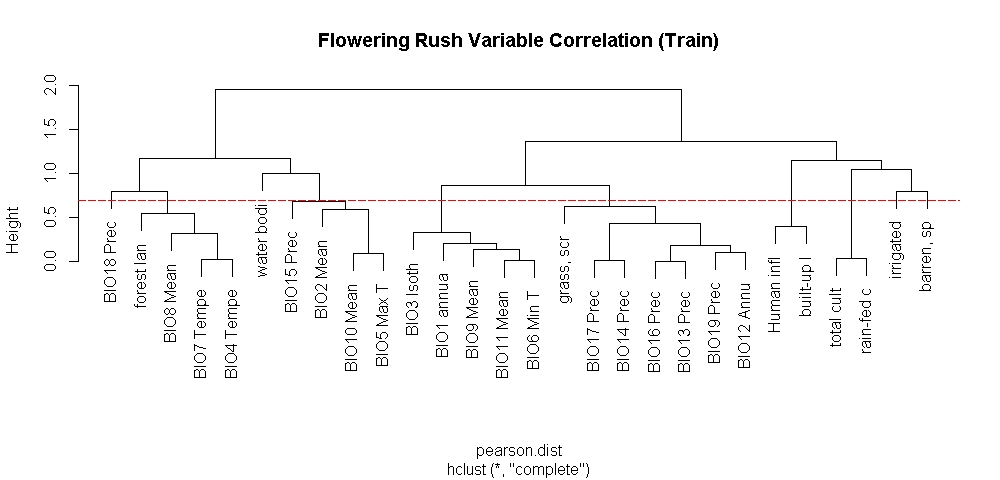 Flowering Rush Variable Correlation (Train)
Height
2.0
1.5
1.0
0.5
0.0
BIO18 Prec
forest lan
BIO8 Mean
BIO7 Tempe
BIO4 Tempe
water bodi
BIO15 Prec
BIO2 Mean
BIO10 Mean
BIO5 Max T
BIO3 Isoth
BIO1 annua
BIO9 Mean
BIO11 Mean
BIO6 Min T
grass, scr
BIO17 Prec
BIO14 Prec
BIO16 Prec
BIO13 Prec
BIO19 Prec
BIO12 Annu
Human infl
built-up l
total cult
rain-fed c
irrigated
barren, sp
pearson.dist
hclust (*, "complete")